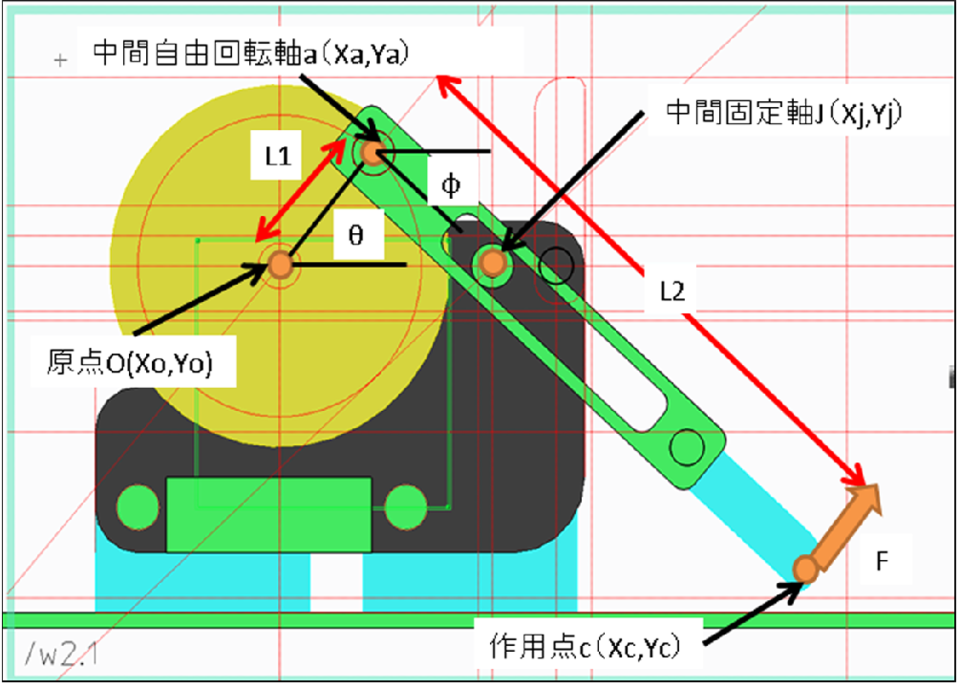 中間自由回転軸a(Xa,Ya)
中間固定軸J(Xj,Yj)
L1
φ
θ
L2
原点O(Xo,Yo)
F
作用点c(Xc,Yc)
/w2.1